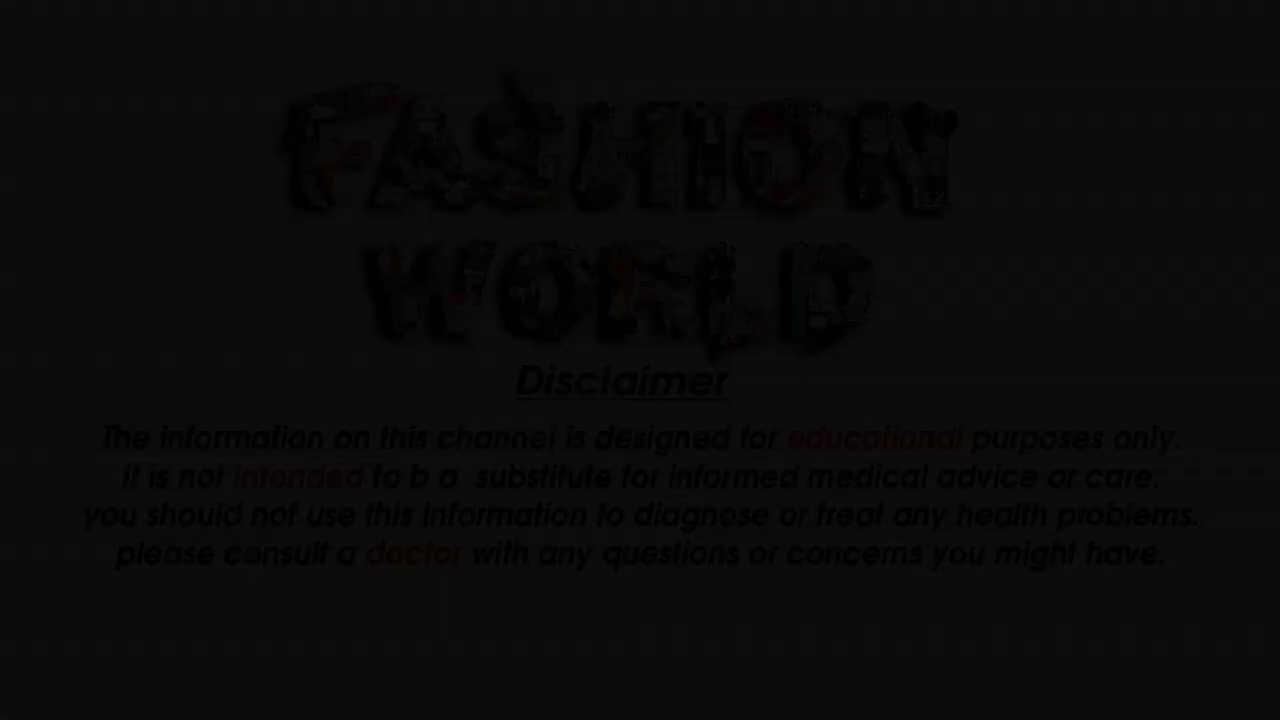 FASHION
WORLD
Disclaimer
The information on this channel is designed for educational purposes only.
It is not intended to b a substitute for informed medical advice or care.
you should not use this information to diagnose or treat any health problems.
please consult a doctor with any questions or concerns you might have.